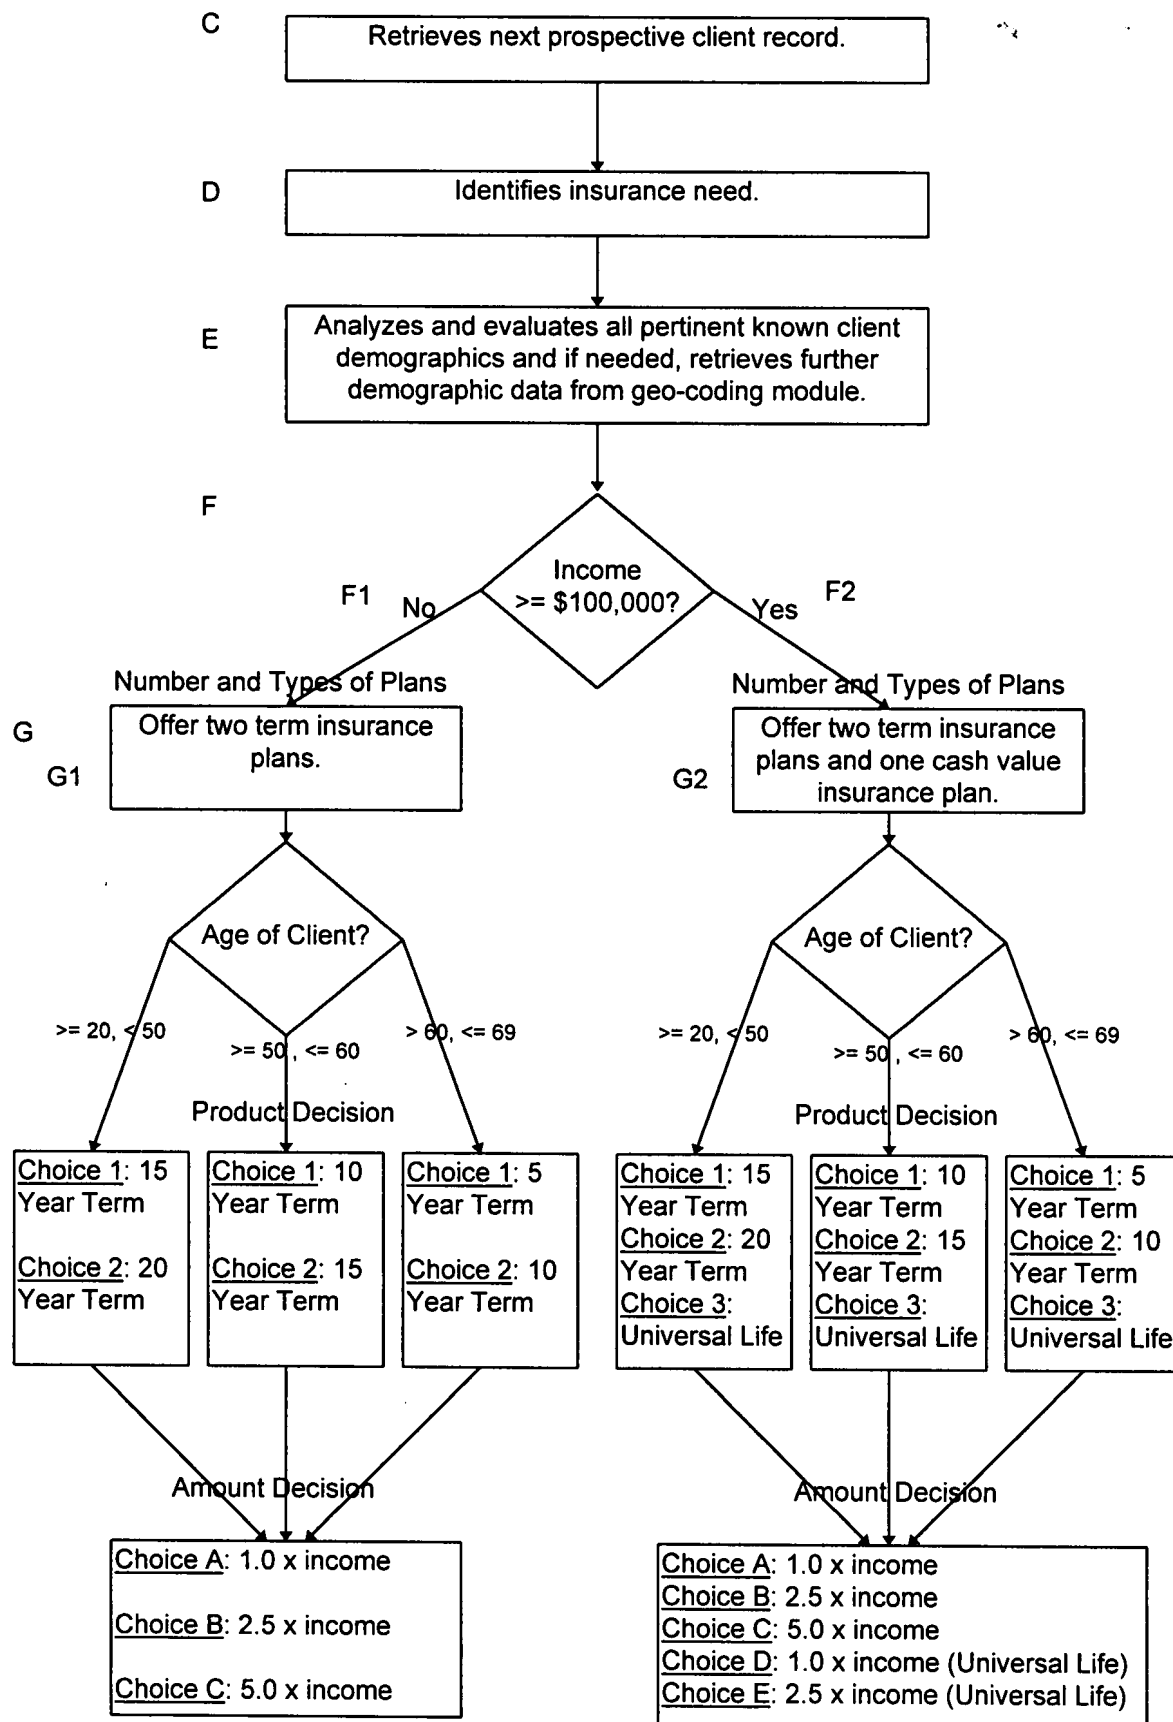 C
Retrieves next prospective client record.
D
Identifies insurance need.
E
Analyzes and evaluates all pertinent known client
demographics and if needed, retrieves further
demographic data from geo-coding module.
F
Income
>= $100,000?
F1
No
Yes
F2
Number and Types of Plans
G
G1
Offer two term insurance
plans.
Number and Types of Plans
G2
Offer two term insurance
plans and one cash value
insurance plan.
Age of Client?
>= 20, < 50
>= 50 , <= 60
> 60, <= 69
Product Decision
Choice 1: 15
Year Term
Choice 2: 20
Year Term
Choice 1: 10
Year Term
Choice 2: 15
Year Term
Choice 1: 5
Year Term
Choice 2: 10
Year Term
Amount Decision
Choice A: 1.0 x income
Choice B: 2.5 x income
Choice C: 5.0 x income
Age of Client?
>= 20, < 50
>= 50 , <= 60
> 60, <= 69
Product Decision
Choice 1: 15
Year Term
Choice 2: 20
Year Term
Choice 3:
Universal Life
Choice 1: 10
Year Term
Choice 2: 15
Year Term
Choice 3:
Universal Life
Choice 1: 5
Year Term
Choice 2: 10
Year Term
Choice 3:
Universal Life
Amount Decision
Choice A: 1.0 x income
Choice B: 2.5 x income
Choice C: 5.0 x income
Choice D: 1.0 x income (Universal Life)
Choice E: 2.5 x income (Universal Life)